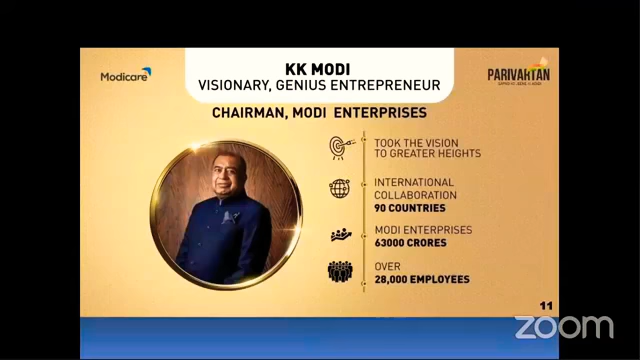 Modicare
KK MODI
VISIONARY, GENIUS ENTREPRENEUR
PARIVARTAN
CHAIRMAN, MODI ENTERPRISES
TOOK THE VISION
TO GREATER HEIGHTS
INTERNATIONAL
COLLABORATION
90 COUNTRIES
MODI ENTERPRISES
63000 CRORES
OVER
28,000 EMPLOYEES
11
zoom